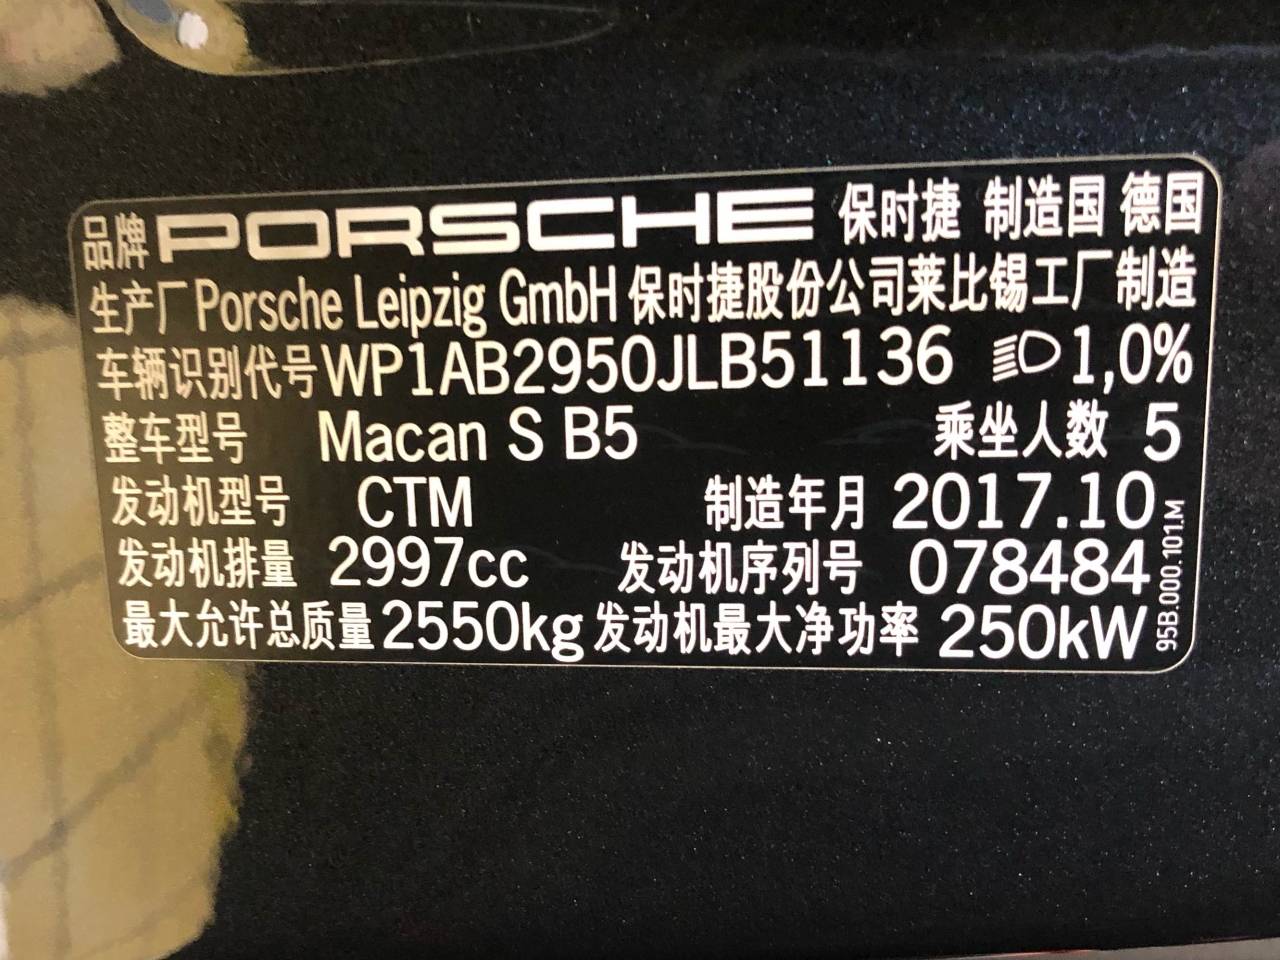 品牌 PORSCHE 保时捷 制造国 德国
生产厂 Porsche Leipzig GmbH 保时捷股份公司莱比锡工厂制造
车辆识别代号 WP1AB2950JLB51136 1,0%
整车型号 Macan S B5 乘坐人数 5
发动机型号 CTM 制造年月 2017.10
发动机排量 2997cc 发动机序列号 078484
最大允许总质量 2550kg 发动机最大净功率 250kW
95B.000.101.M